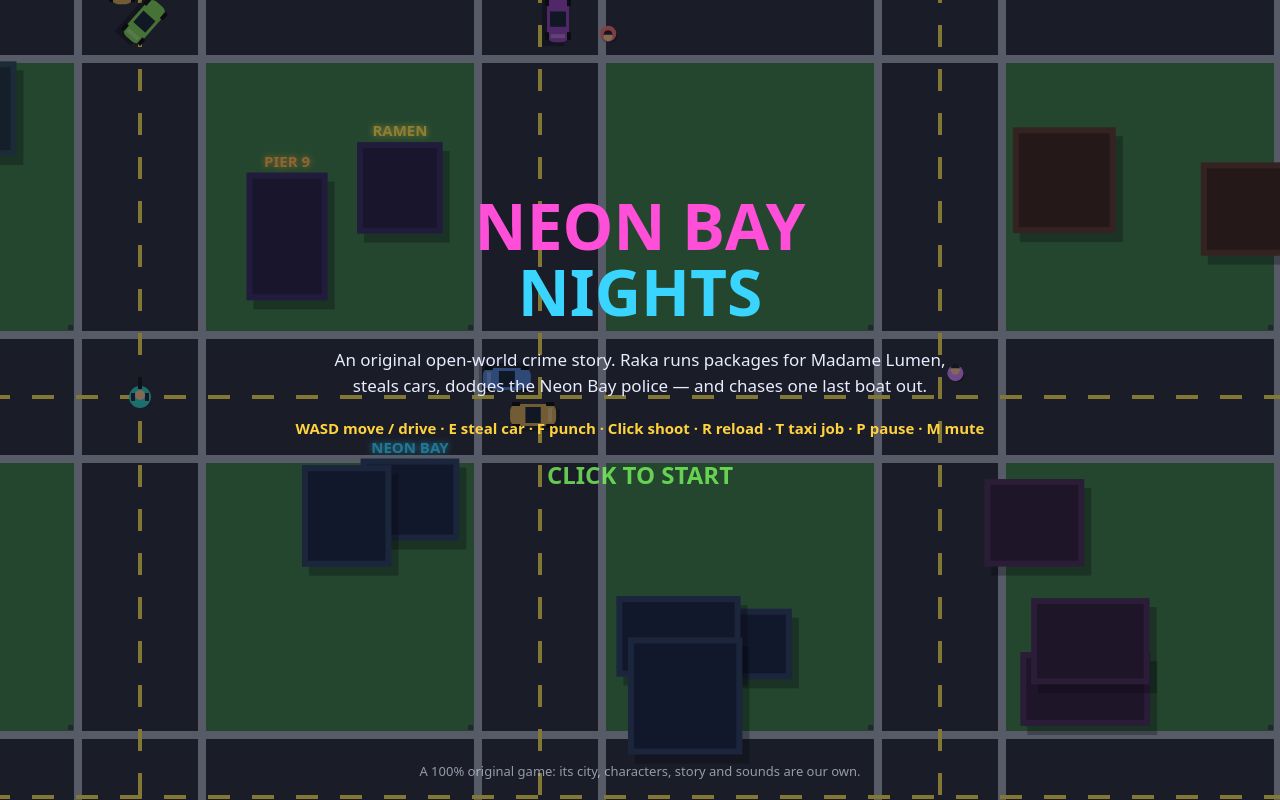 RAMEN
PIER 9
NEON BAY
NIGHTS
An original open-world crime story. Raka runs packages for Madame Lumen,
steals cars, dodges the Neon Bay police — and chases one last boat out.
WASD move / drive · E steal car · F punch · Click shoot · R reload · T taxi job · P pause · M mute
NEON BAY
CLICK TO START
A 100% original game: its city, characters, story and sounds are our own.